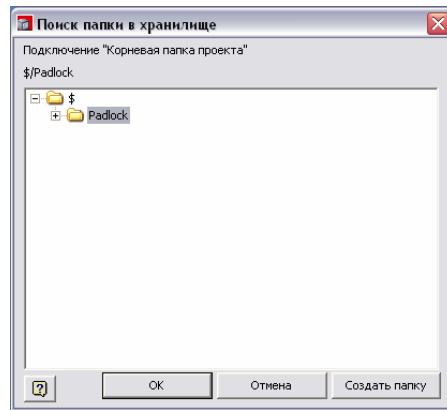 Поиск папки в хранилище
Подключение "Корневая папка проекта"
$/Padlock
$
Padlock
ОК
Отмена
Создать папку